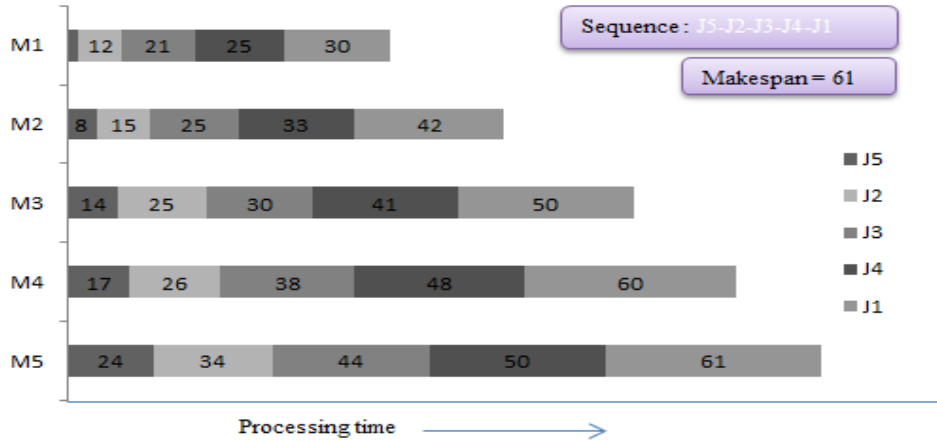 Sequence : J5-J2-J3-J4-J1
Makespan = 61
M1 12 21 25 30
M2 8 15 25 33 42
M3 14 25 30 41 50
M4 17 26 38 48 60
M5 24 34 44 50 61
J5
J2
J3
J4
J1
Processing time